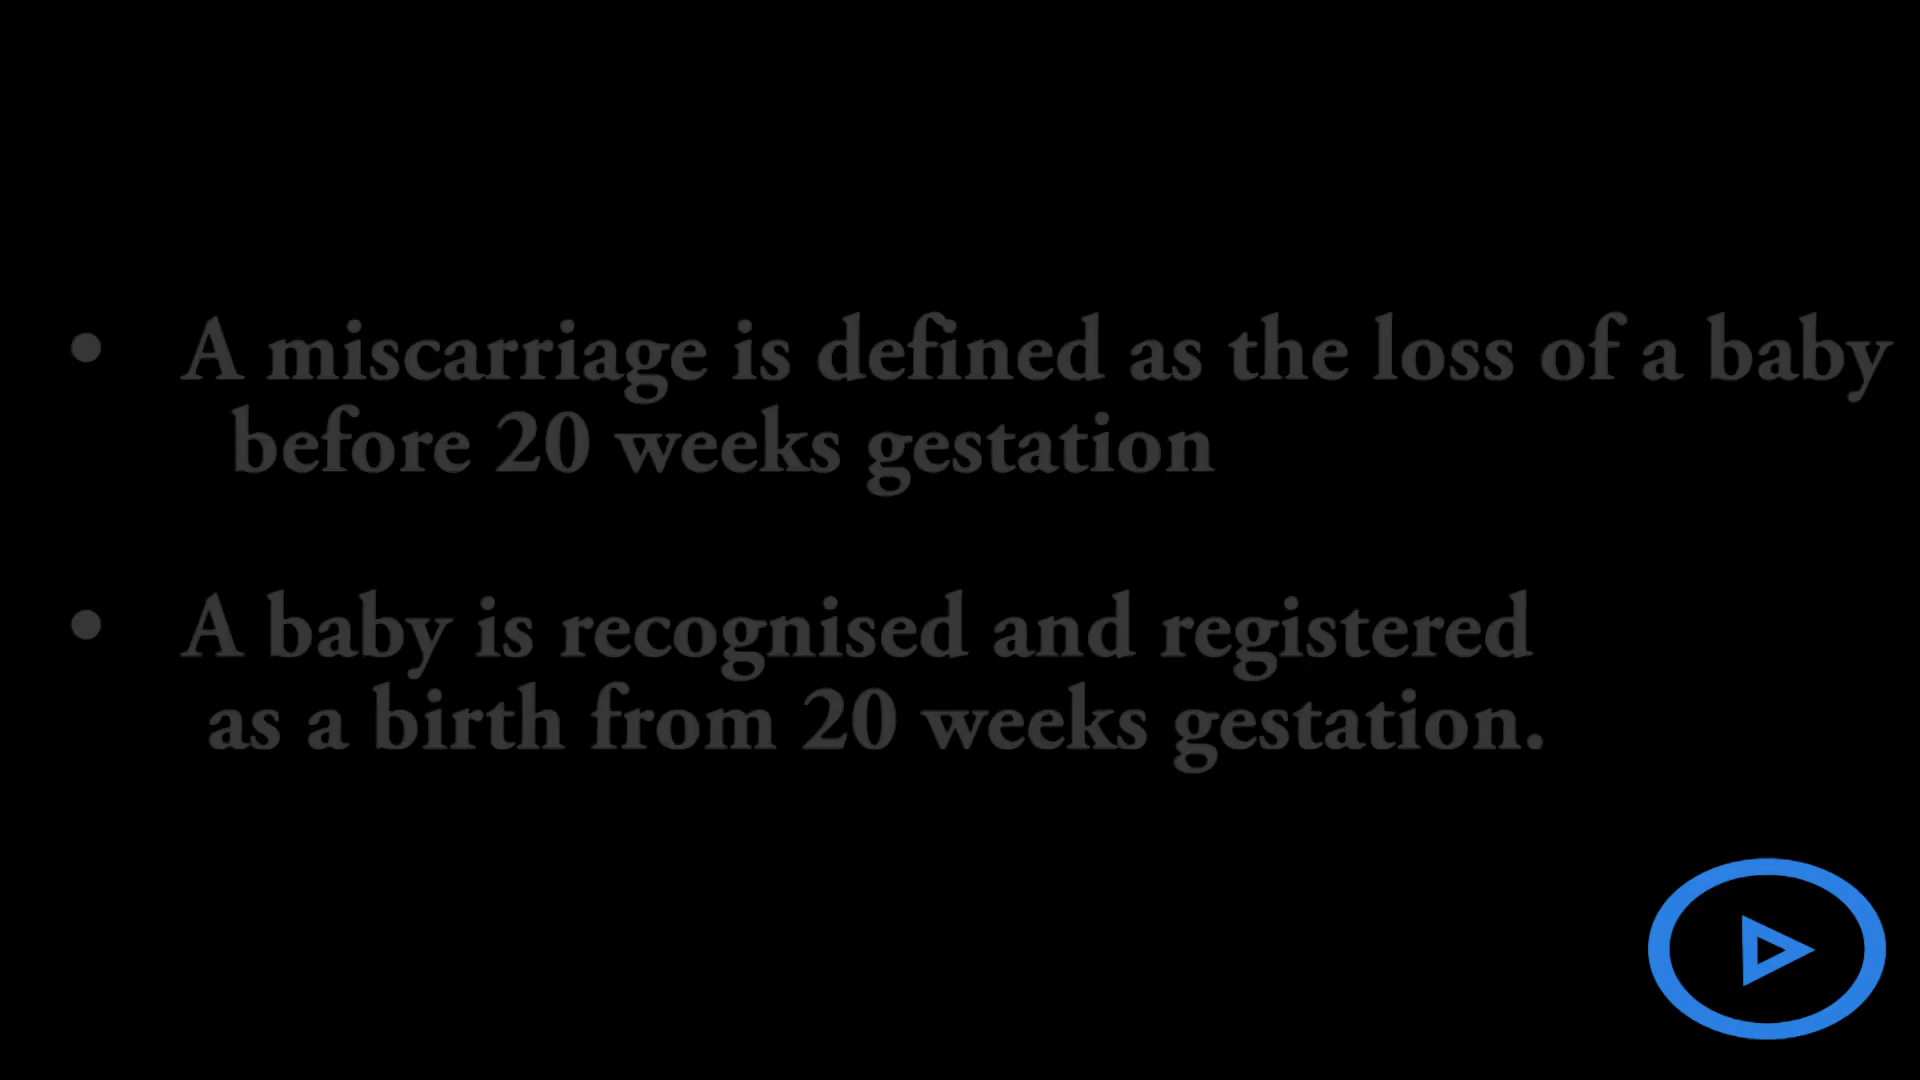 • A miscarriage is defined as the loss of a baby
before 20 weeks gestation
• A baby is recognised and registered
as a birth from 20 weeks gestation.